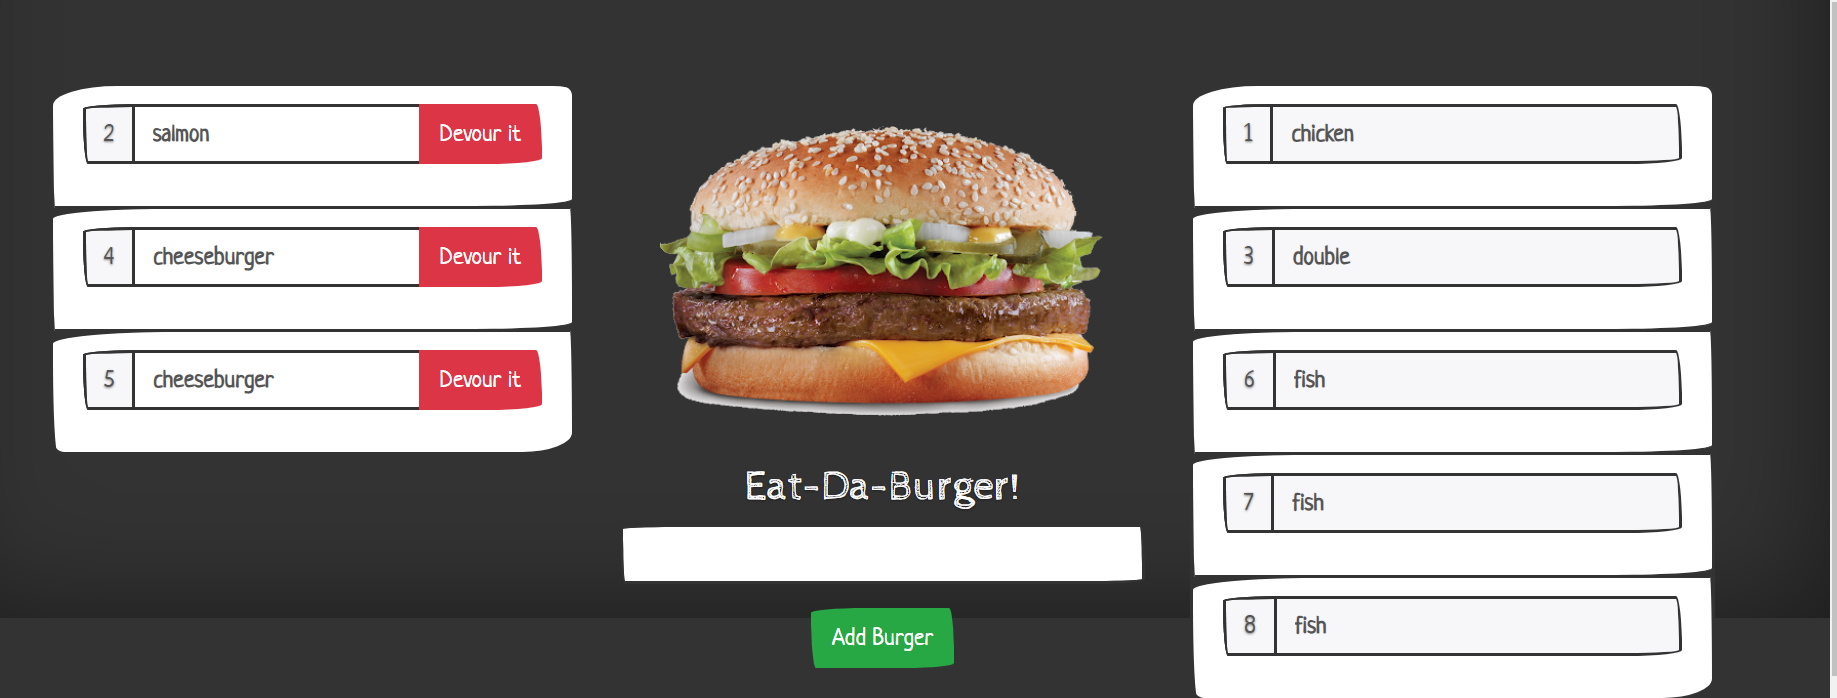 2 salmon Devour it
4 cheeseburger Devour it
5 cheeseburger Devour it
Eat-Da-Burger!
Add Burger
1 chicken
3 double
6 fish
7 fish
8 fish